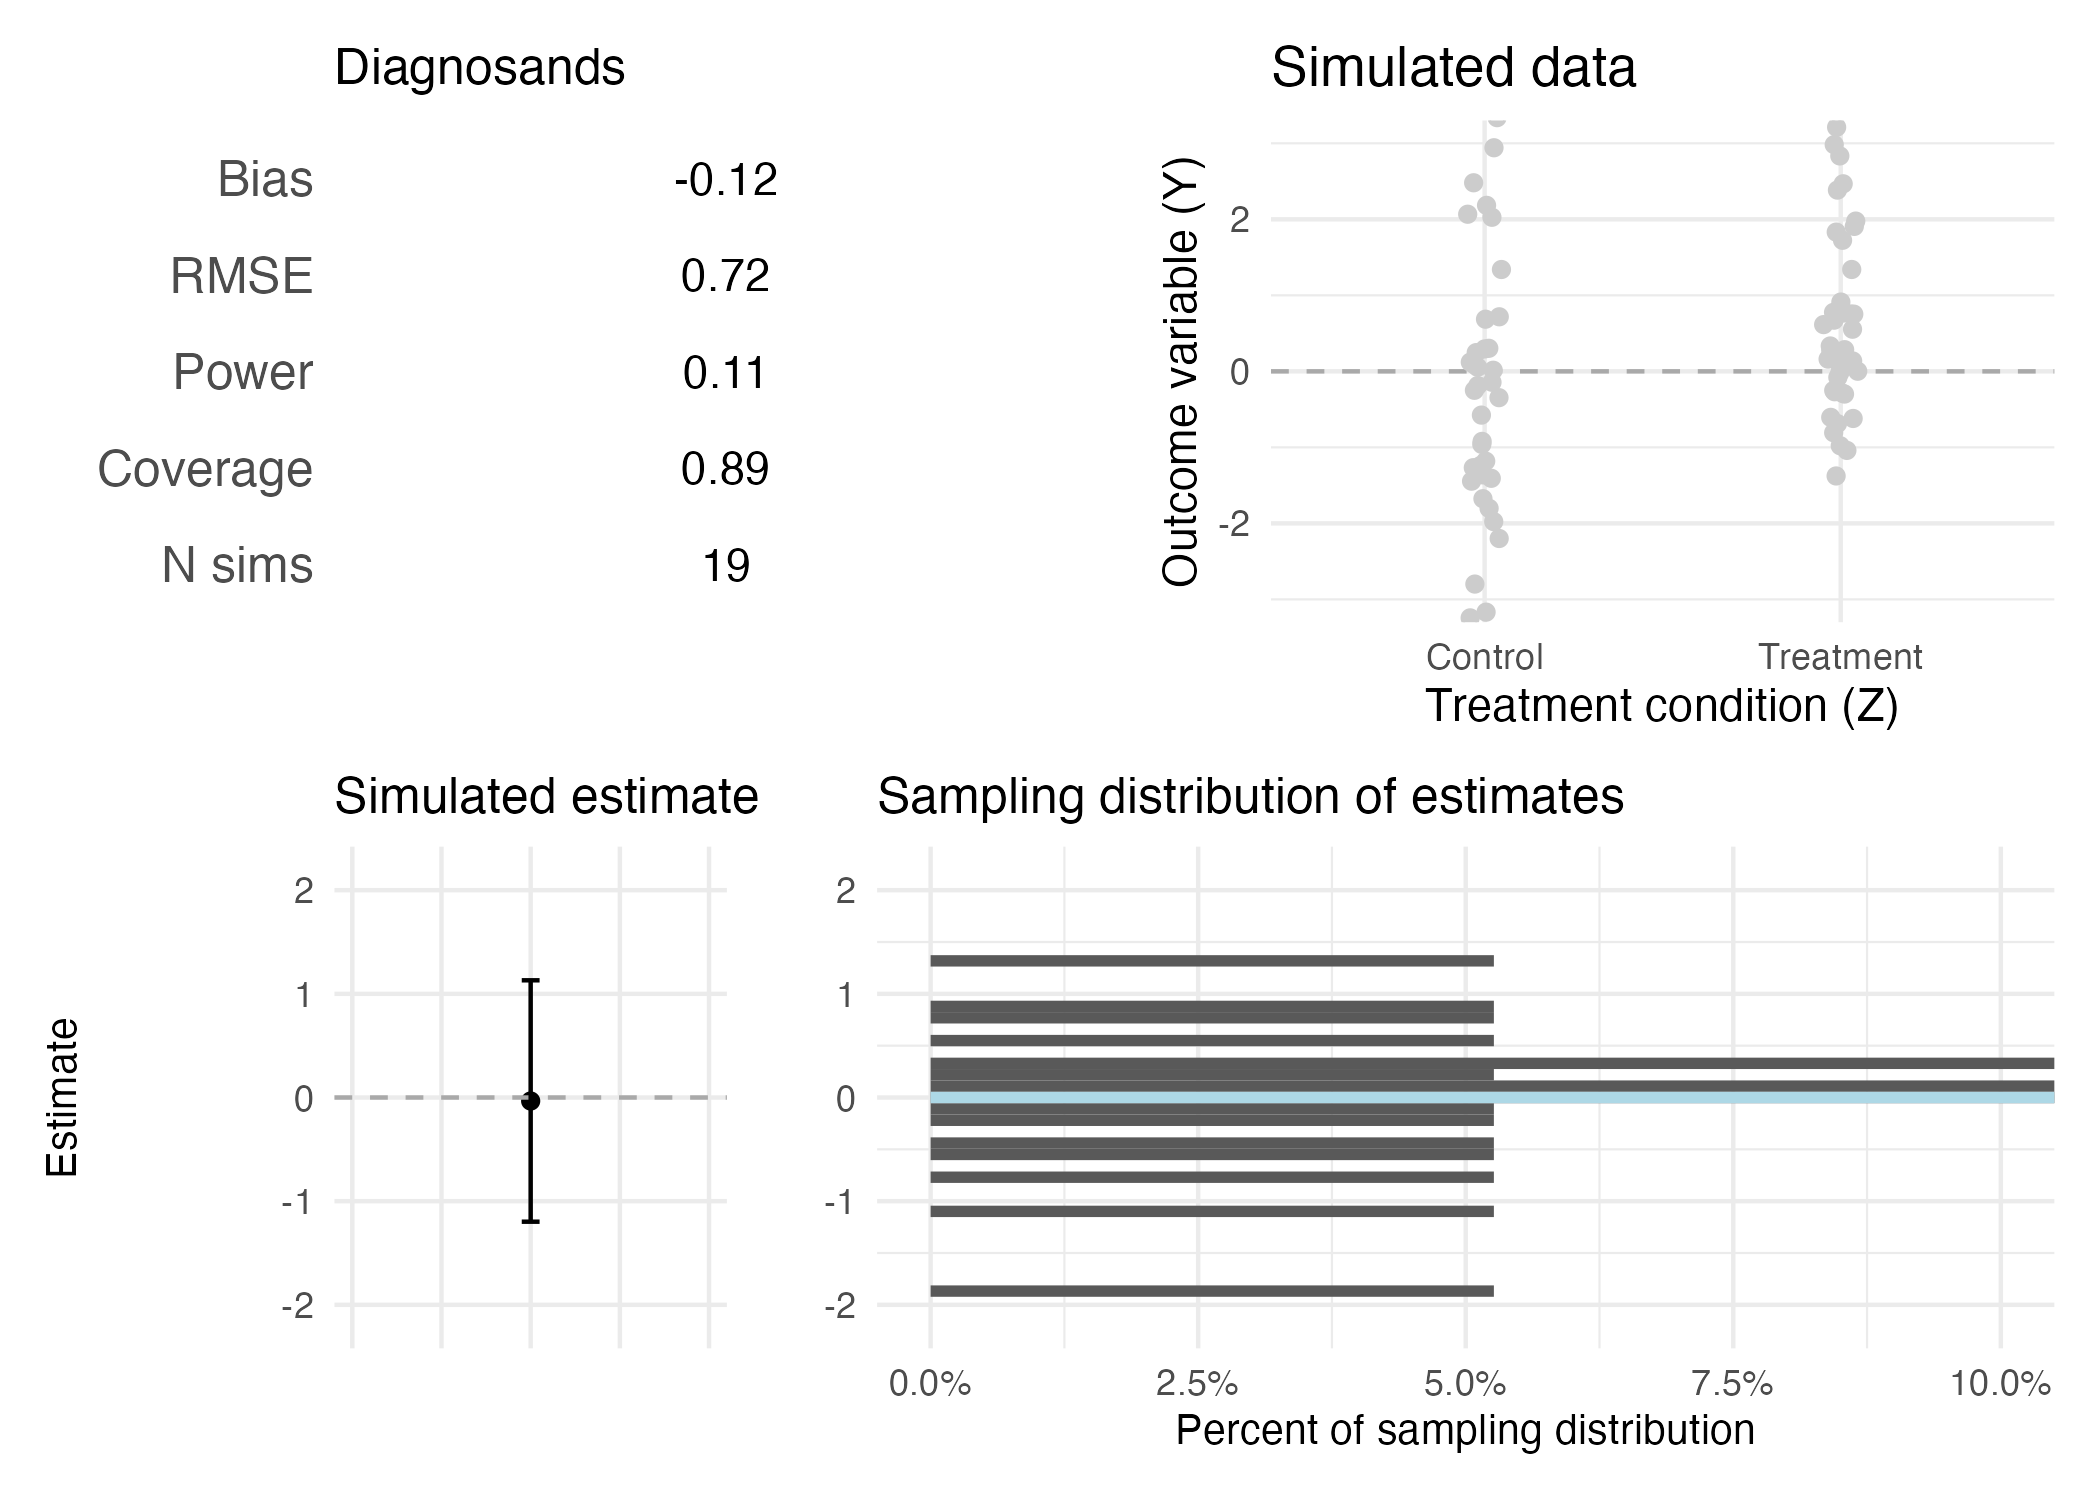 Diagnosands
Bias -0.12
RMSE 0.72
Power 0.11
Coverage 0.89
N sims 19
Simulated data
Outcome variable (Y)
2
0
-2
Control Treatment
Treatment condition (Z)
Simulated estimate
Estimate
2
1
0
-1
-2
Sampling distribution of estimates
2
1
0
-1
-2
0.0% 2.5% 5.0% 7.5% 10.0%
Percent of sampling distribution